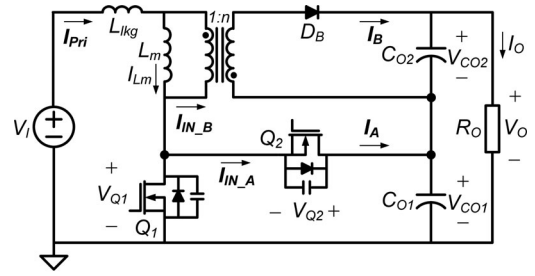 1:n
I_Pri
L_lkg
D_B
I_B
I_O
L_m
C_O2
V_CO2
I_Lm
+
−
I_IN_B
V_I
+
−
Q_2
I_A
R_O
+
V_O
−
+
V_Q1
−
Q_1
I_IN_A
− V_Q2 +
C_O1
+
V_CO1
−